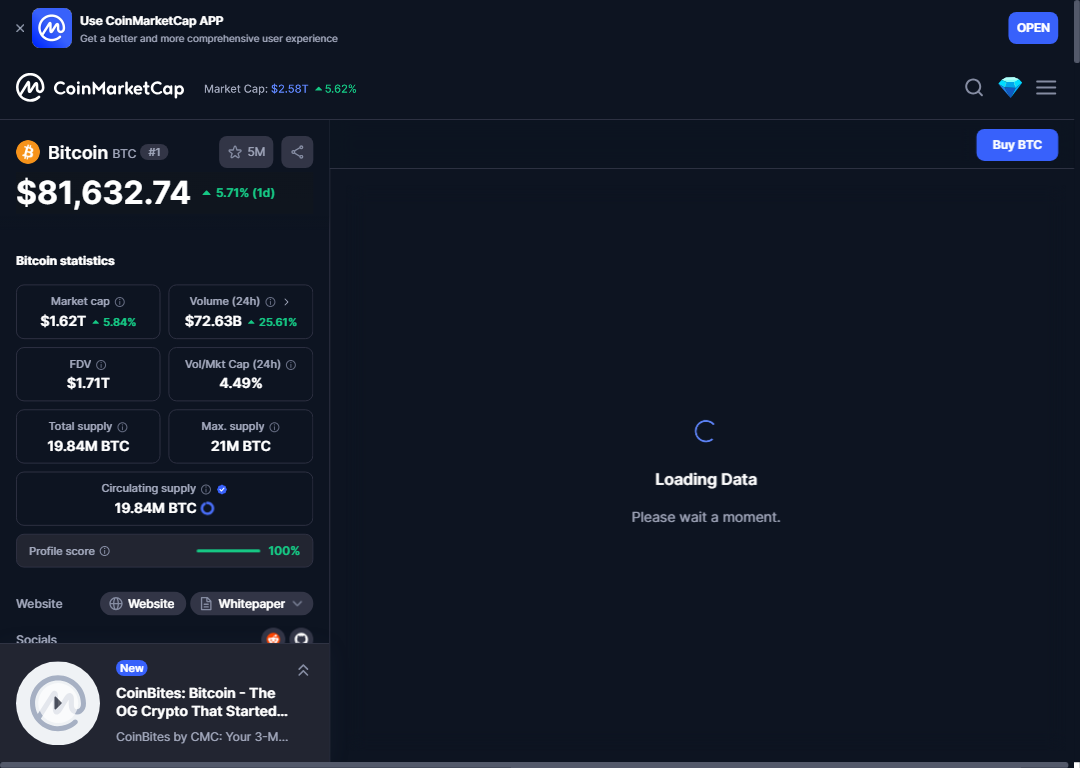 Use CoinMarketCap APP
Get a better and more comprehensive user experience
OPEN
CoinMarketCap
Market Cap: $2.58T 5.62%
Bitcoin BTC #1
5M
$81,632.74 5.71% (1d)
Buy BTC
Bitcoin statistics
Market cap
$1.62T 5.84%
Volume (24h)
$72.63B 25.61%
FDV
$1.71T
Vol/Mkt Cap (24h)
4.49%
Total supply
19.84M BTC
Max. supply
21M BTC
Circulating supply
19.84M BTC
Profile score 100%
Website Website Whitepaper
Socials
New
CoinBites: Bitcoin - The
OG Crypto That Started...
CoinBites by CMC: Your 3-M...
Loading Data
Please wait a moment.